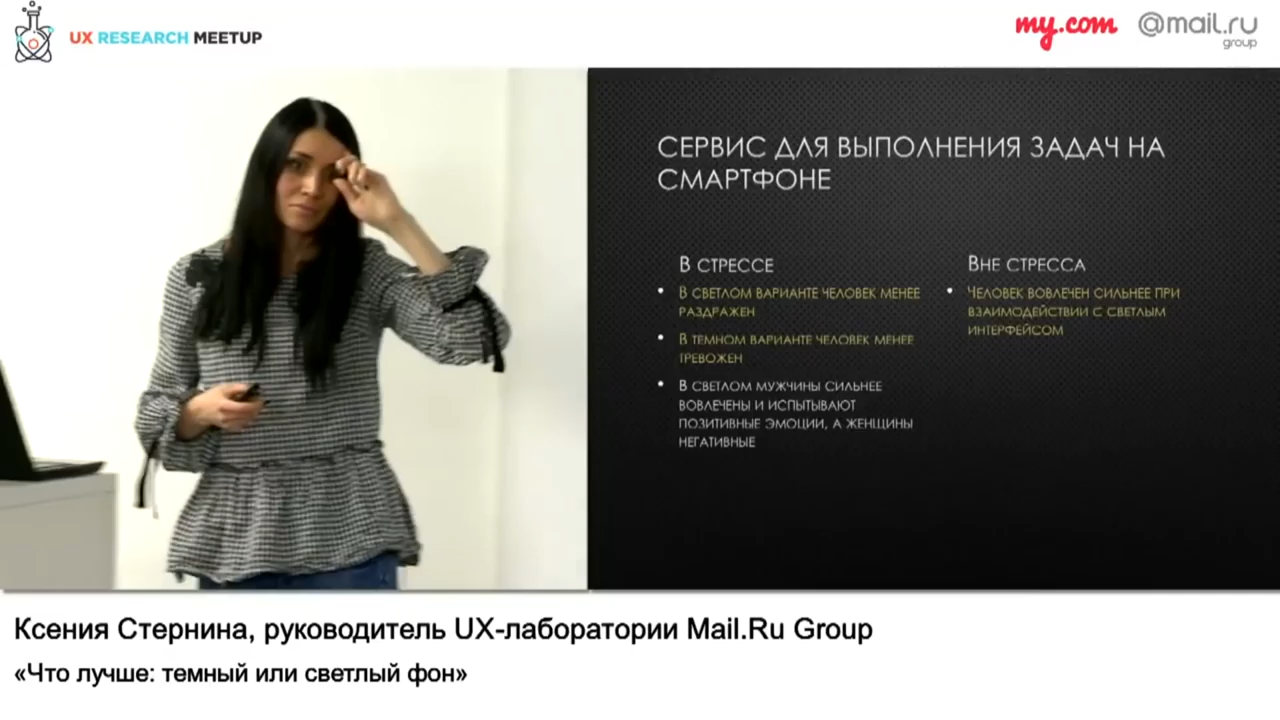 UX RESEARCH MEETUP
my.com @mail.ru
group
СЕРВИС ДЛЯ ВЫПОЛНЕНИЯ ЗАДАЧ НА
СМАРТФОНЕ
В СТРЕССЕ
• В СВЕТЛОМ ВАРИАНТЕ ЧЕЛОВЕК МЕНЕЕ
РАЗДРАЖЕН
• В ТЕМНОМ ВАРИАНТЕ ЧЕЛОВЕК МЕНЕЕ
ТРЕВОЖЕН
• В СВЕТЛОМ МУЖЧИНЫ СИЛЬНЕЕ
ВОВЛЕЧЕНЫ И ИСПЫТЫВАЮТ
ПОЗИТИВНЫЕ ЭМОЦИИ, А ЖЕНЩИНЫ
НЕГАТИВНЫЕ
ВНЕ СТРЕССА
• ЧЕЛОВЕК ВОВЛЕЧЕН СИЛЬНЕЕ ПРИ
ВЗАИМОДЕЙСТВИИ С СВЕТЛЫМ
ИНТЕРФЕЙСОМ
Ксения Стернина, руководитель UX-лаборатории Mail.Ru Group
«Что лучше: темный или светлый фон»